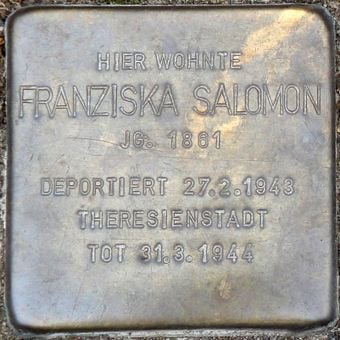 HIER WOHNTE
FRANZISKA SALOMON
JG. 1861
DEPORTIERT 27.2.1943
THERESIENSTADT
TOT 31.3.1944